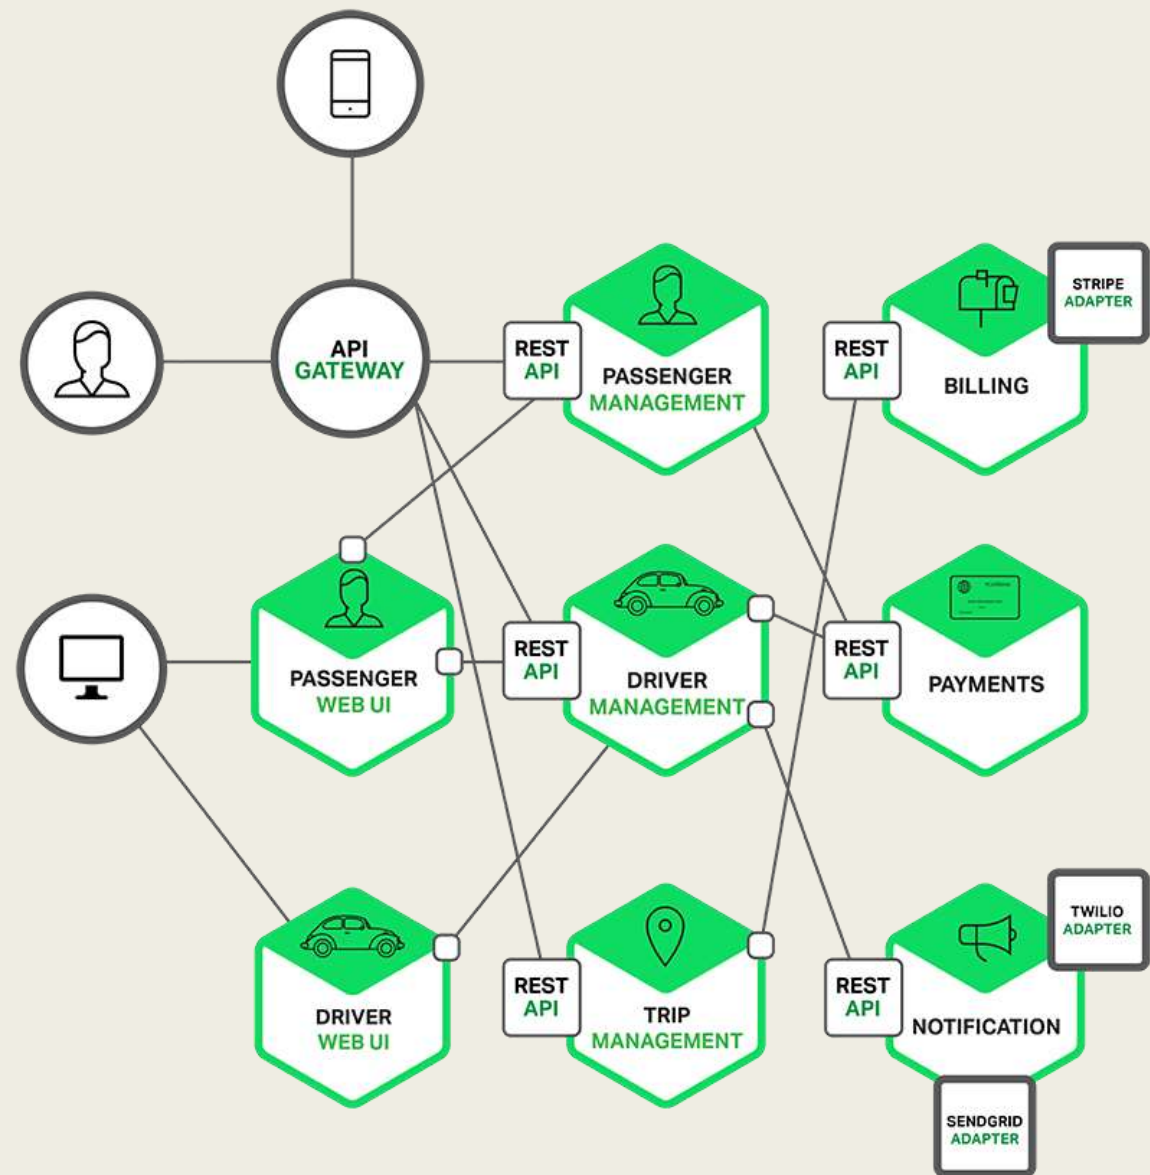 API
GATEWAY
REST
API
PASSENGER
MANAGEMENT
REST
API
BILLING
STRIPE
ADAPTER
PASSENGER
WEB UI
REST
API
DRIVER
MANAGEMENT
REST
API
PAYMENTS
DRIVER
WEB UI
REST
API
TRIP
MANAGEMENT
REST
API
NOTIFICATION
TWILIO
ADAPTER
SENDGRID
ADAPTER